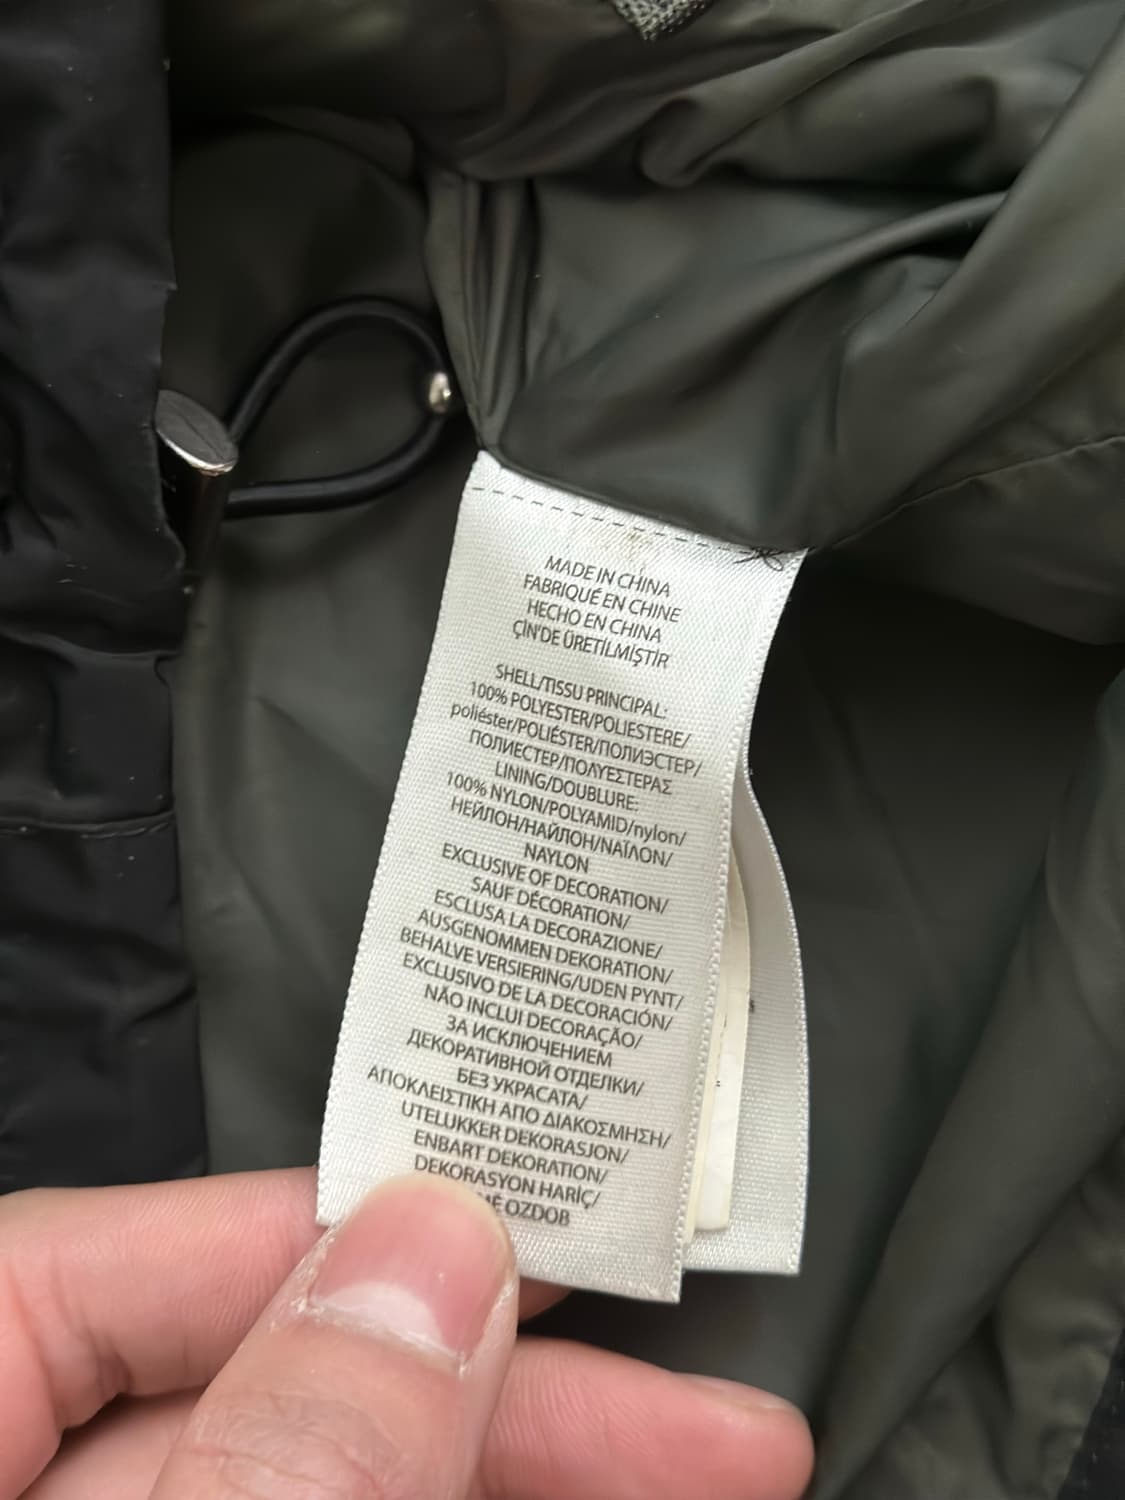 MADE IN CHINA
FABRIQUÉ EN CHINE
HECHO EN CHINA
ÇİN'DE ÜRETİLMİŞTİR
SHELL/TISSU PRINCIPAL:
100% POLYESTER/POLIESTERE/
poliéster/POLIÉSTER/ПОЛИЭСТЕР/
ПОЛИЕСТЕР/ΠΟΛΥΕΣΤΕΡΑΣ
LINING/DOUBLURE:
100% NYLON/POLYAMID/nylon/
НЕЙЛОН/НАЙЛОН/ΝΑΪΛΟΝ/
NAYLON
EXCLUSIVE OF DECORATION/
SAUF DÉCORATION/
ESCLUSA LA DECORAZIONE/
AUSGENOMMEN DEKORATION/
BEHALVE VERSIERING/UDEN PYNT/
EXCLUSIVO DE LA DECORACIÓN/
NÃO INCLUI DECORAÇÃO/
ЗА ИСКЛЮЧЕНИЕМ
ДЕКОРАТИВНОЙ ОТДЕЛКИ/
БЕЗ УКРАСАТА/
ΑΠΟΚΛΕΙΣΤΙΚΗ ΑΠΟ ΔΙΑΚΟΣΜΗΣΗ/
UTELUKKER DEKORASJON/
ENBART DEKORATION/
DEKORASYON HARİÇ/
OZDOB